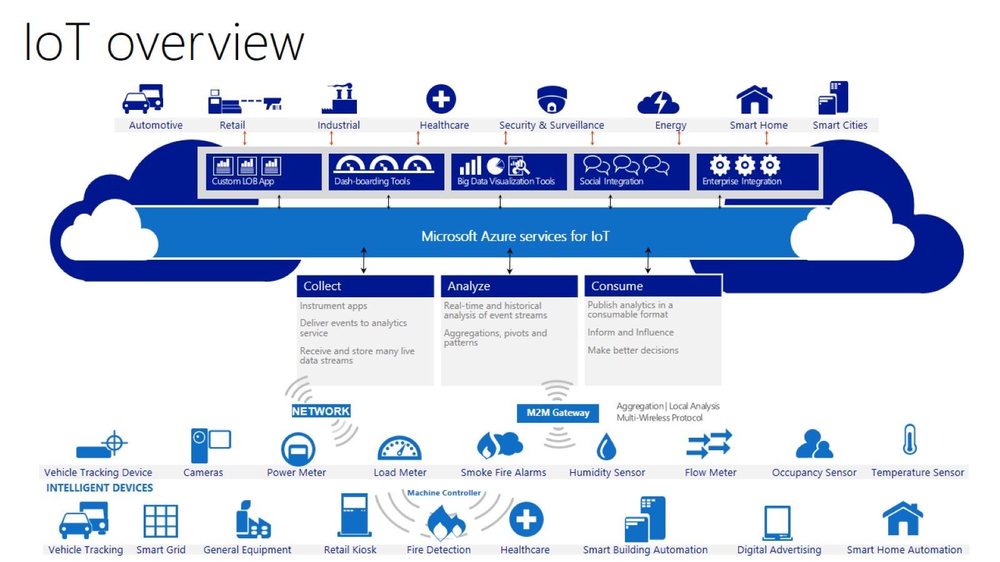 IoT overview
Automotive
Retail
Industrial
Healthcare
Security & Surveillance
Energy
Smart Home
Smart Cities
Custom LOB App
Dash-boarding Tools
Big Data Visualization Tools
Social Integration
Enterprise Integration
Microsoft Azure services for IoT
Collect
Instrument apps
Deliver events to analytics
service
Receive and store many live
data streams
Analyze
Real-time and historical
analysis of event streams
Aggregations, pivots and
patterns
Consume
Publish analytics in a
consumable format
Inform and Influence
Make better decisions
NETWORK
M2M Gateway
Aggregation| Local Analysis
Multi-Wireless Protocol
Vehicle Tracking Device
Cameras
Power Meter
Load Meter
Smoke Fire Alarms
Humidity Sensor
Flow Meter
Occupancy Sensor
Temperature Sensor
INTELLIGENT DEVICES
Machine Controller
Vehicle Tracking
Smart Grid
General Equipment
Retail Kiosk
Fire Detection
Healthcare
Smart Building Automation
Digital Advertising
Smart Home Automation